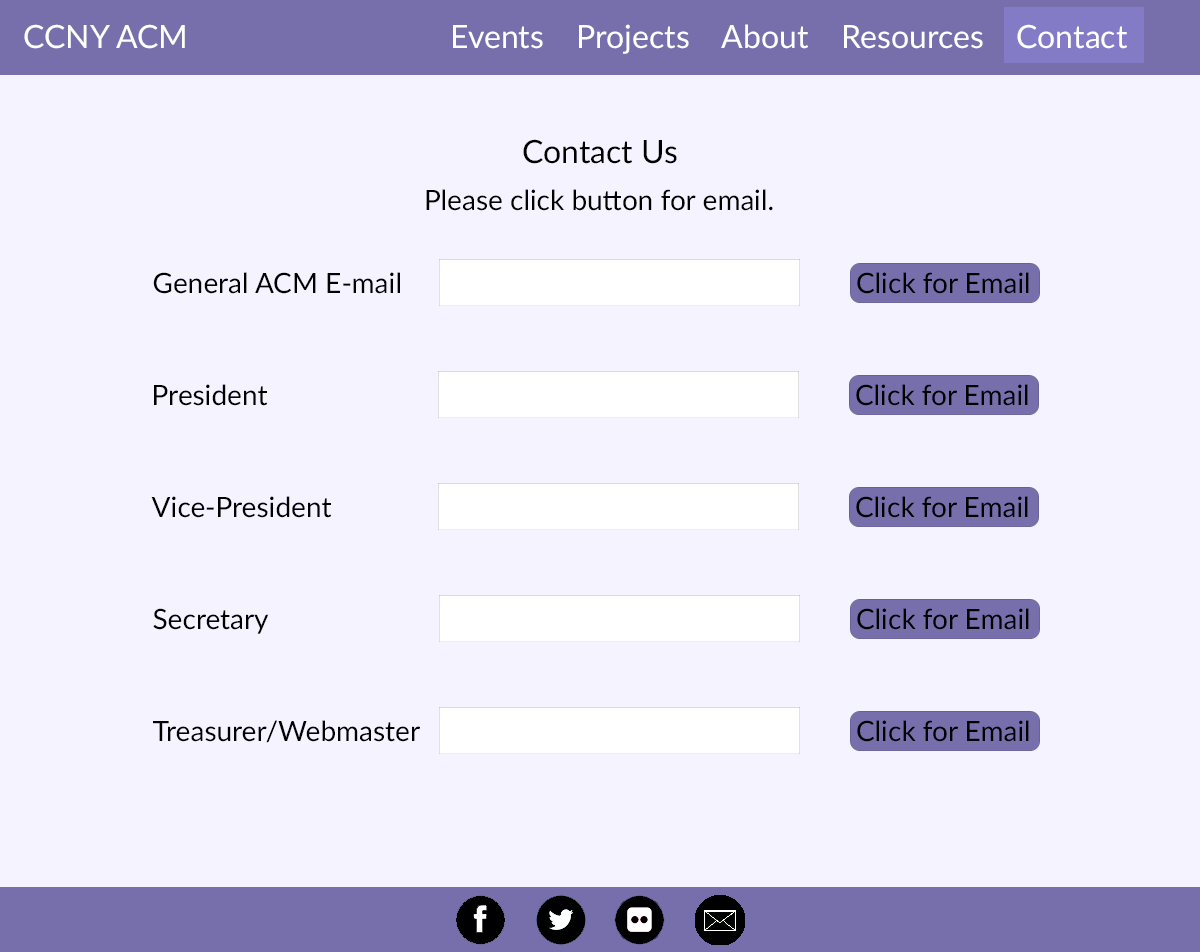 CCNY ACM Events Projects About Resources Contact
Contact Us
Please click button for email.
General ACM E-mail Click for Email
President Click for Email
Vice-President Click for Email
Secretary Click for Email
Treasurer/Webmaster Click for Email